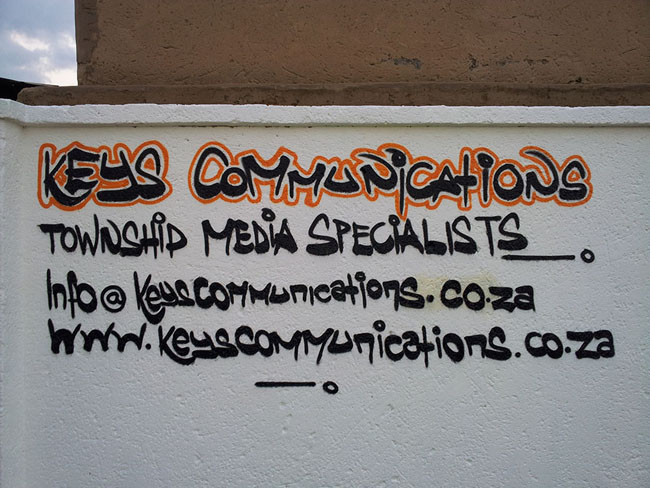 KEYS COMMUNICATIONS
TOWNSHIP MEDIA SPECIALISTS
Info@keyscommunications.co.za
www.keyscommunications.co.za